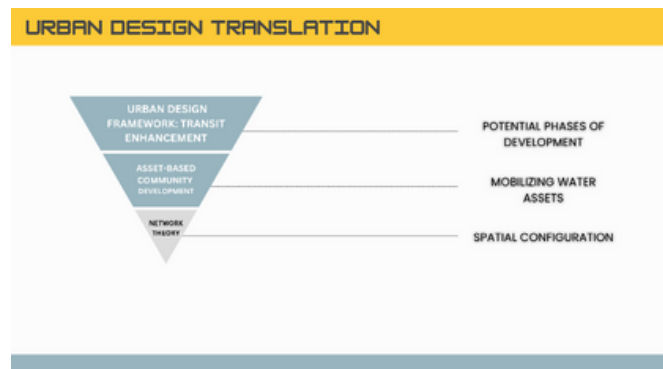 URBAN DESIGN TRANSLATION
URBAN DESIGN
FRAMEWORK: TRANSIT
ENHANCEMENT
POTENTIAL PHASES OF
DEVELOPMENT
ASSET-BASED
COMMUNITY
DEVELOPMENT
MOBILIZING WATER
ASSETS
NETWORK
THEORY
SPATIAL CONFIGURATION